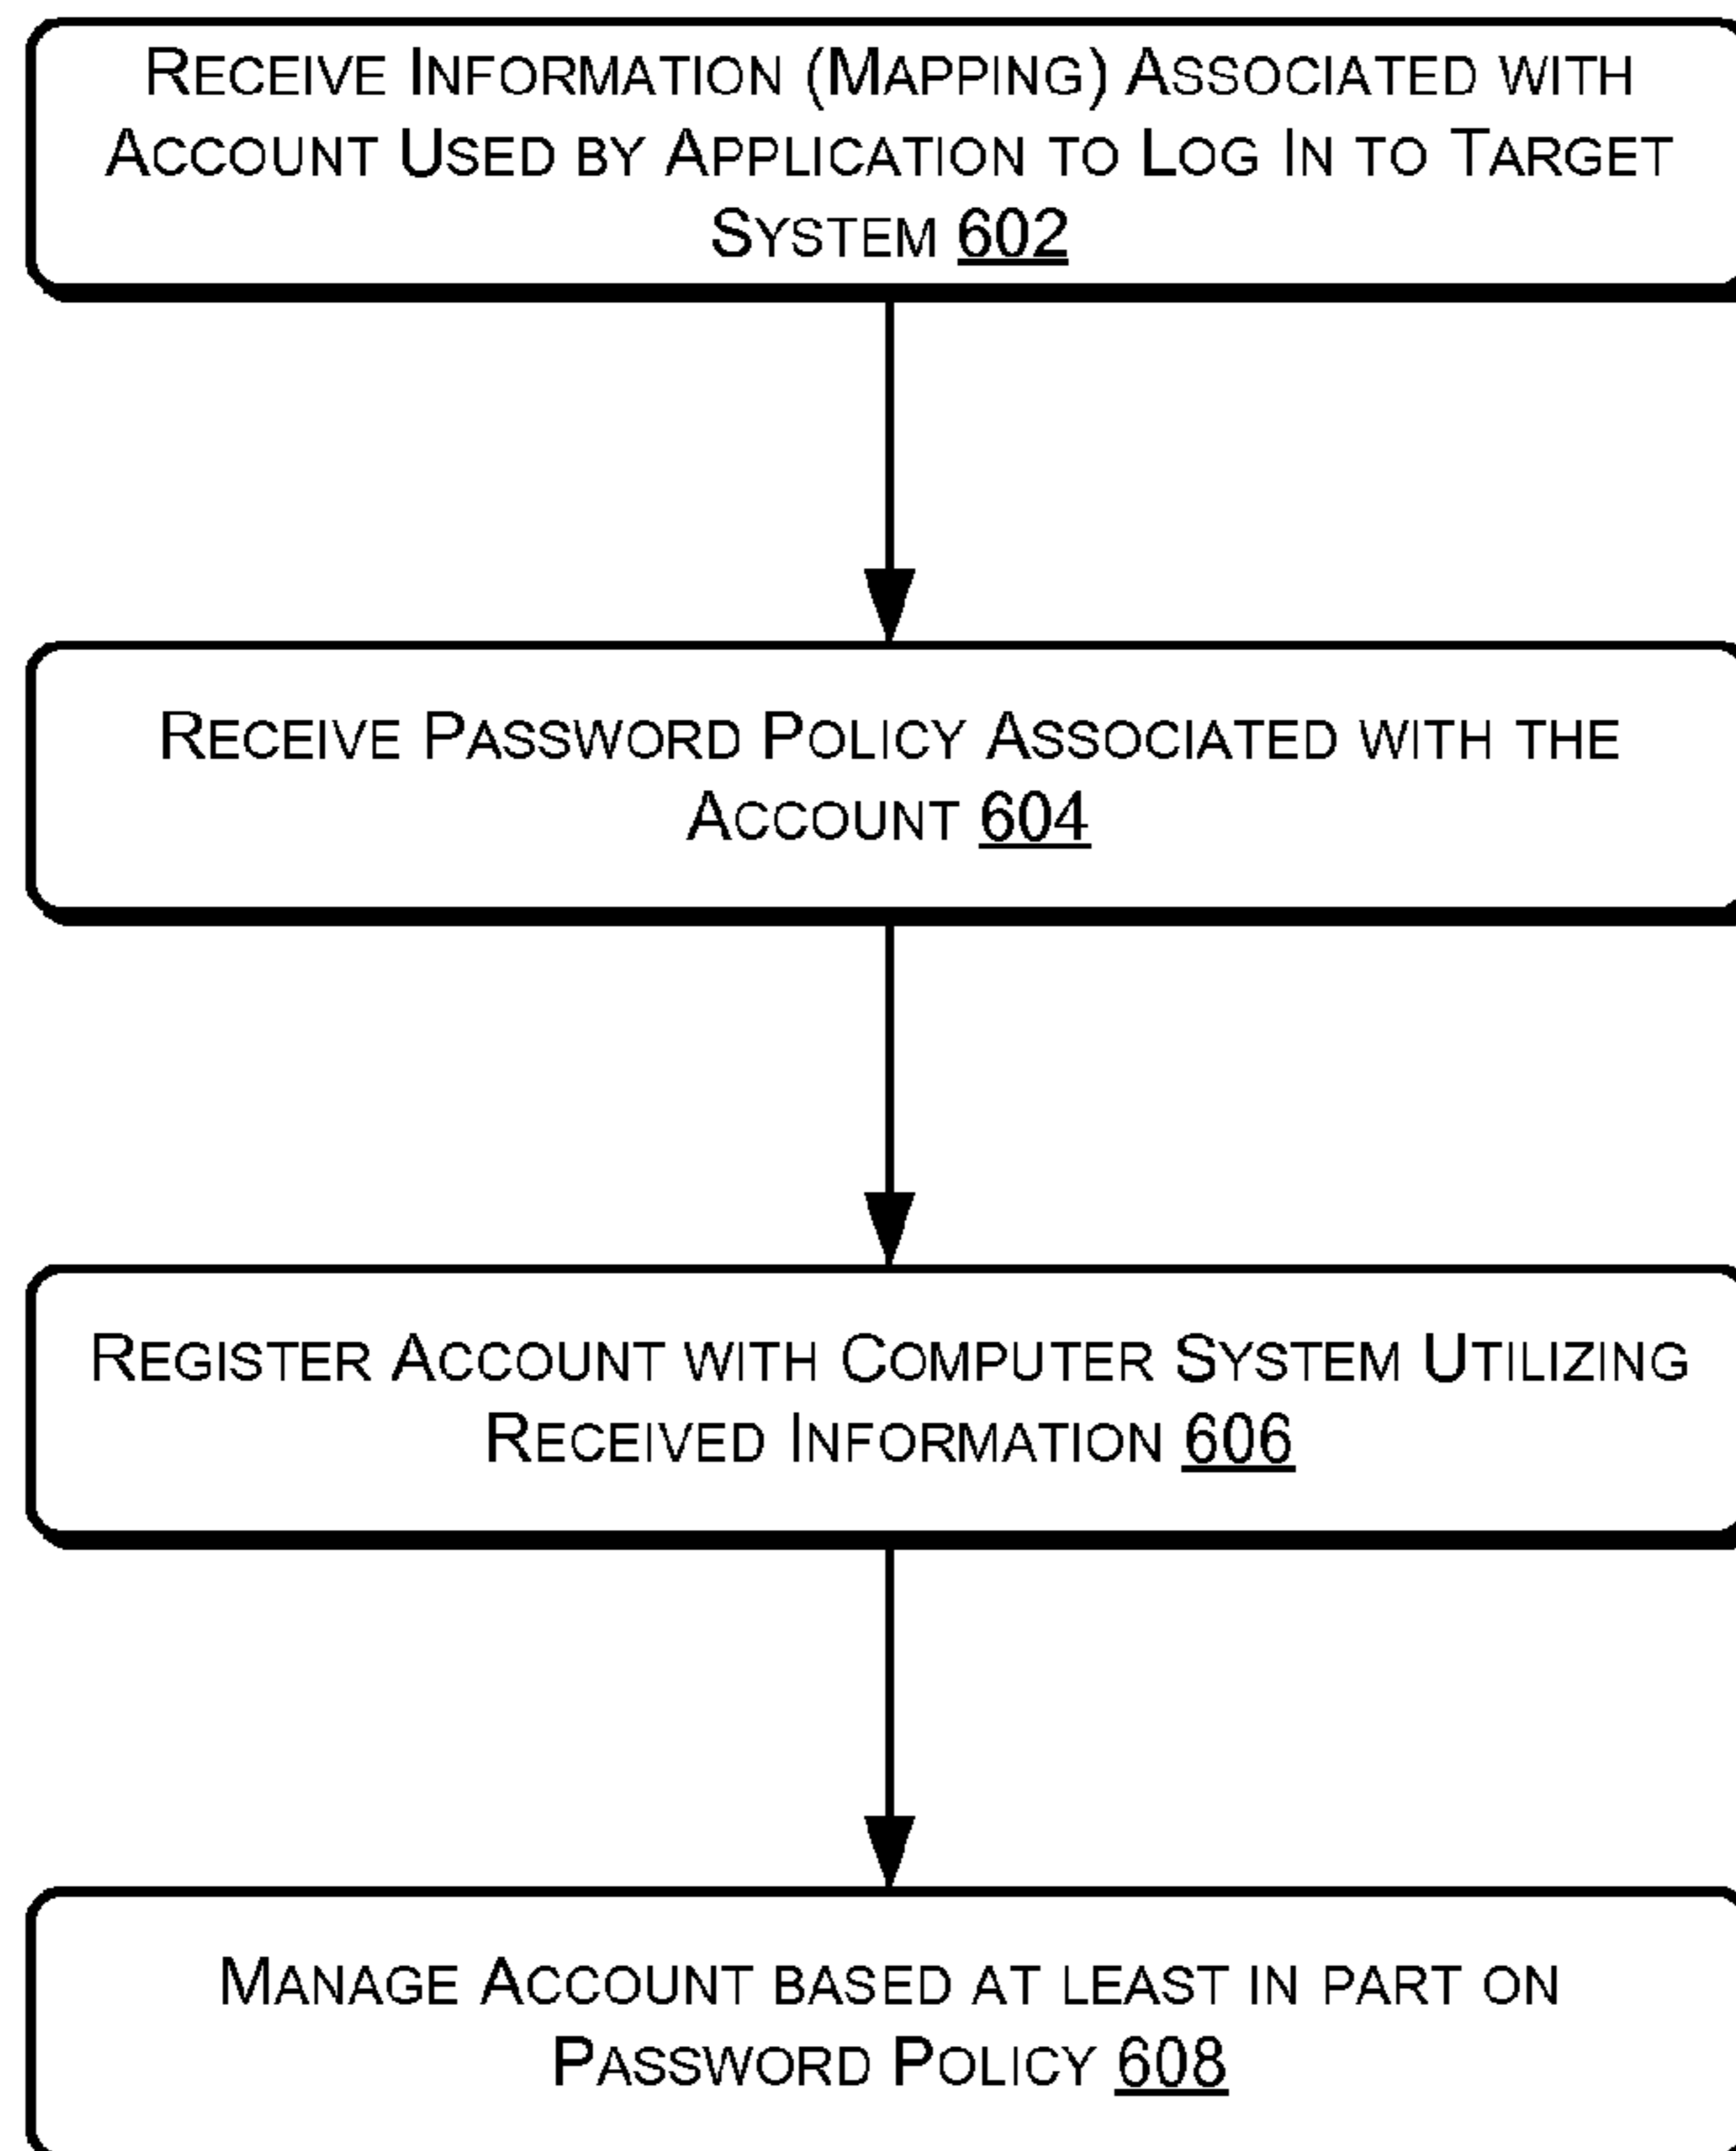 RECEIVE INFORMATION (MAPPING) ASSOCIATED WITH
ACCOUNT USED BY APPLICATION TO LOG IN TO TARGET
SYSTEM 602
RECEIVE PASSWORD POLICY ASSOCIATED WITH THE
ACCOUNT 604
REGISTER ACCOUNT WITH COMPUTER SYSTEM UTILIZING
RECEIVED INFORMATION 606
MANAGE ACCOUNT BASED AT LEAST IN PART ON
PASSWORD POLICY 608